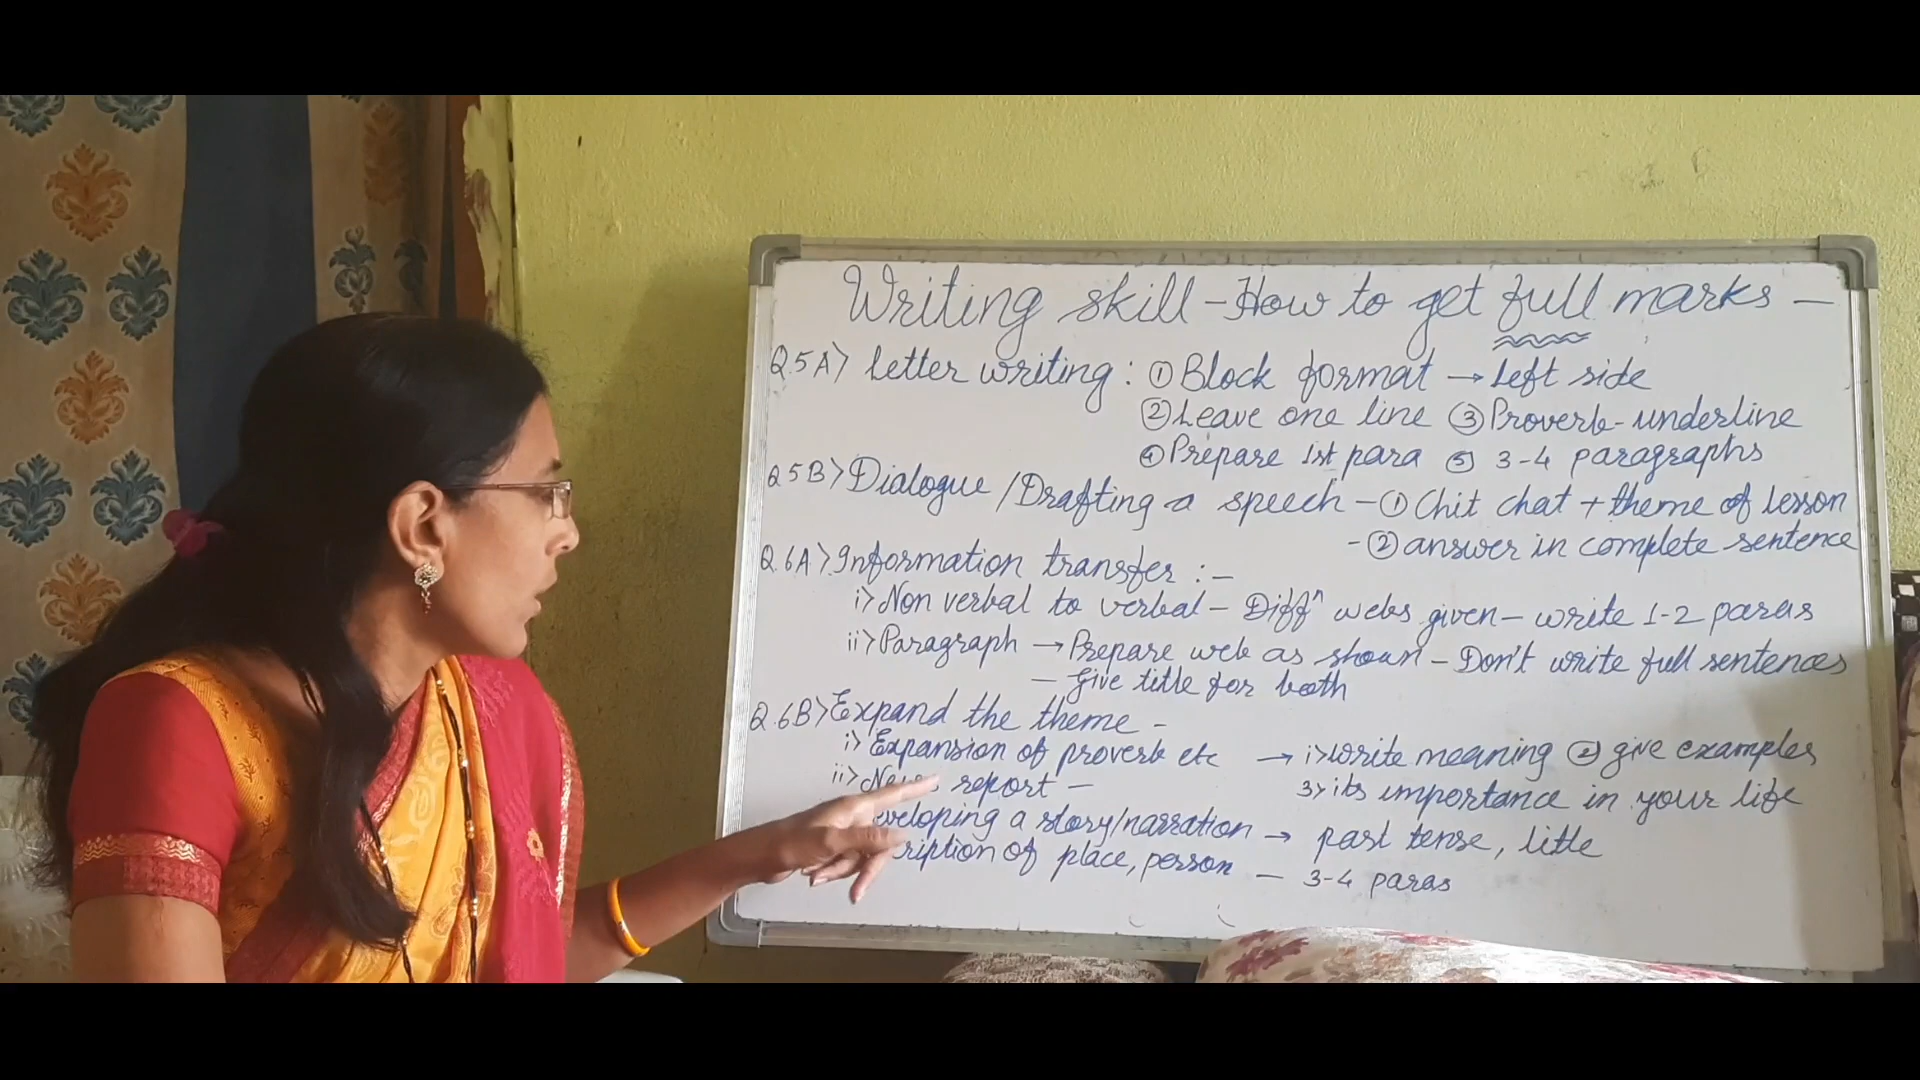 Writing skill - How to get full marks -
Q.5A> Letter writing : ① Block format → Left side
② Leave one line ③ Proverb - underline
④ Prepare 1st para ⑤ 3-4 paragraphs
Q5B> Dialogue / Drafting a speech - ① Chit chat + theme of lesson
- ② answer in complete sentence
Q.6A> Information transfer :-
i> Non verbal to verbal - Diffⁿ webs given - write 1-2 paras
ii> Paragraph → Prepare web as shown - Don't write full sentences
- Give title for both
Q.6B> Expand the theme -
i> Expansion of proverb etc → i> Write meaning ② give examples
ii> News report - 3> its importance in your life
eveloping a story/narration → past tense, title
ription of place, person - 3-4 paras